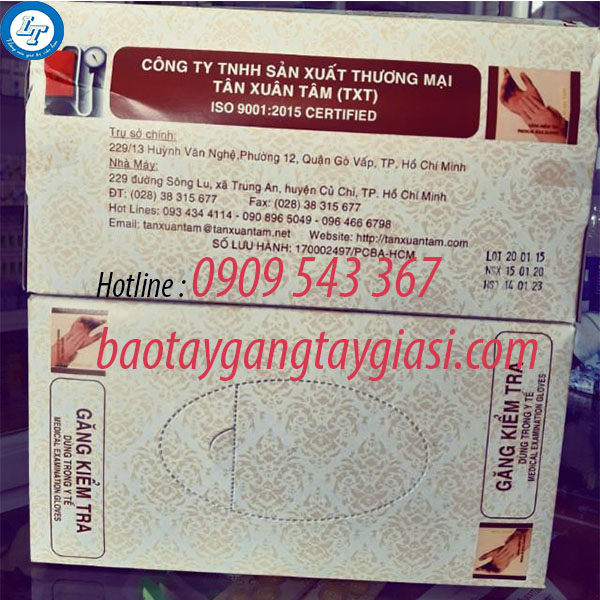 LT
CÔNG TY TNHH SẢN XUẤT THƯƠNG MẠI
TÂN XUÂN TÂM (TXT)
ISO 9001:2015 CERTIFIED
Trụ sở chính:
229/13 Huỳnh Văn Nghệ,Phường 12, Quận Gò Vấp, TP. Hồ Chí Minh
Nhà Máy:
229 đường Sông Lu, xã Trung An, huyện Củ Chi, TP. Hồ Chí Minh
ĐT: (028) 38 315 677 Fax: (028) 38 315 677
Hot Lines: 093 434 4114 - 090 896 5049 - 096 466 6798
Email: tanxuantam@tanxuantam.net Website: http://tanxuantam.com
SỐ LƯU HÀNH: 170002497/PCBA-HCM
LOT 20 01 15
NSX 15 01 20
HSD 14 01 23
Hotline : 0909 543 367
baotaygangtaygiasi.com
GĂNG KIỂM TRA
DÙNG TRONG Y TẾ
MEDICAL EXAMINATION GLOVES
GĂNG KIỂM TRA
DÙNG TRONG Y TẾ
MEDICAL EXAMINATION GLOVES